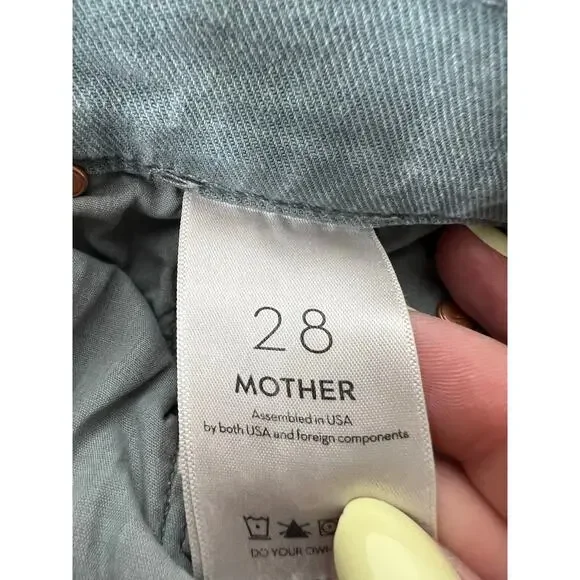 28
MOTHER
Assembled in USA
by both USA and foreign components
DO YOUR OWN